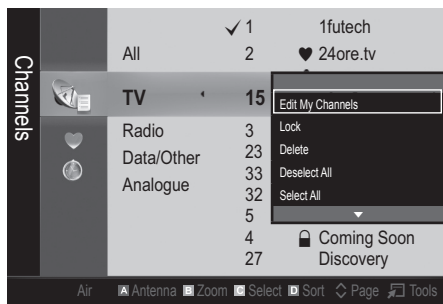 Channels
1 1futech
All 2 24ore.tv
TV 15
Radio 3
Data/Other 23
Analogue 33
32
5
4 Coming Soon
27 Discovery
Edit My Channels
Lock
Delete
Deselect All
Select All
Air A Antenna B Zoom C Select D Sort Page Tools